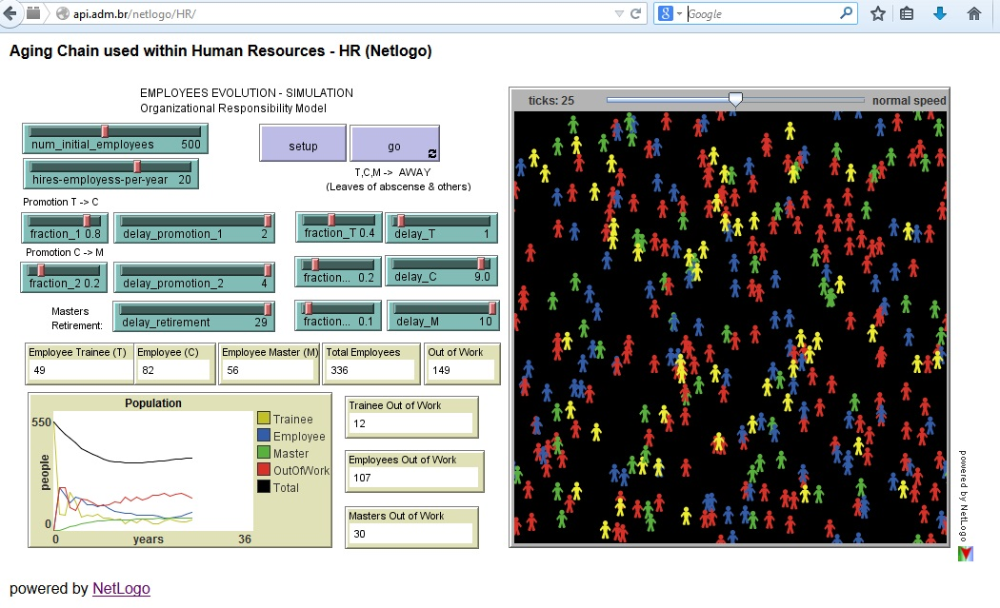 api.adm.br/netlogo/HR/
8
Google
Aging Chain used within Human Resources - HR (Netlogo)
EMPLOYEES EVOLUTION - SIMULATION
Organizational Responsibility Model
num_initial_employees 500
hires-employess-per-year 20
setup
go
T,C,M -> AWAY
(Leaves of abscense & others)
Promotion T -> C
fraction_1 0.8
delay_promotion_1 2
fraction_T 0.4
delay_T 1
Promotion C -> M
fraction_2 0.2
delay_promotion_2 4
fraction... 0.2
delay_C 9.0
Masters
Retirement:
delay_retirement 29
fraction... 0.1
delay_M 10
Employee Trainee (T)
49
Employee (C)
82
Employee Master (M)
56
Total Employees
336
Out of Work
149
Population
550
people
0
0
years
36
Trainee
Employee
Master
OutOfWork
Total
Trainee Out of Work
12
Employees Out of Work
107
Masters Out of Work
30
ticks: 25
normal speed
powered by NetLogo
powered by NetLogo